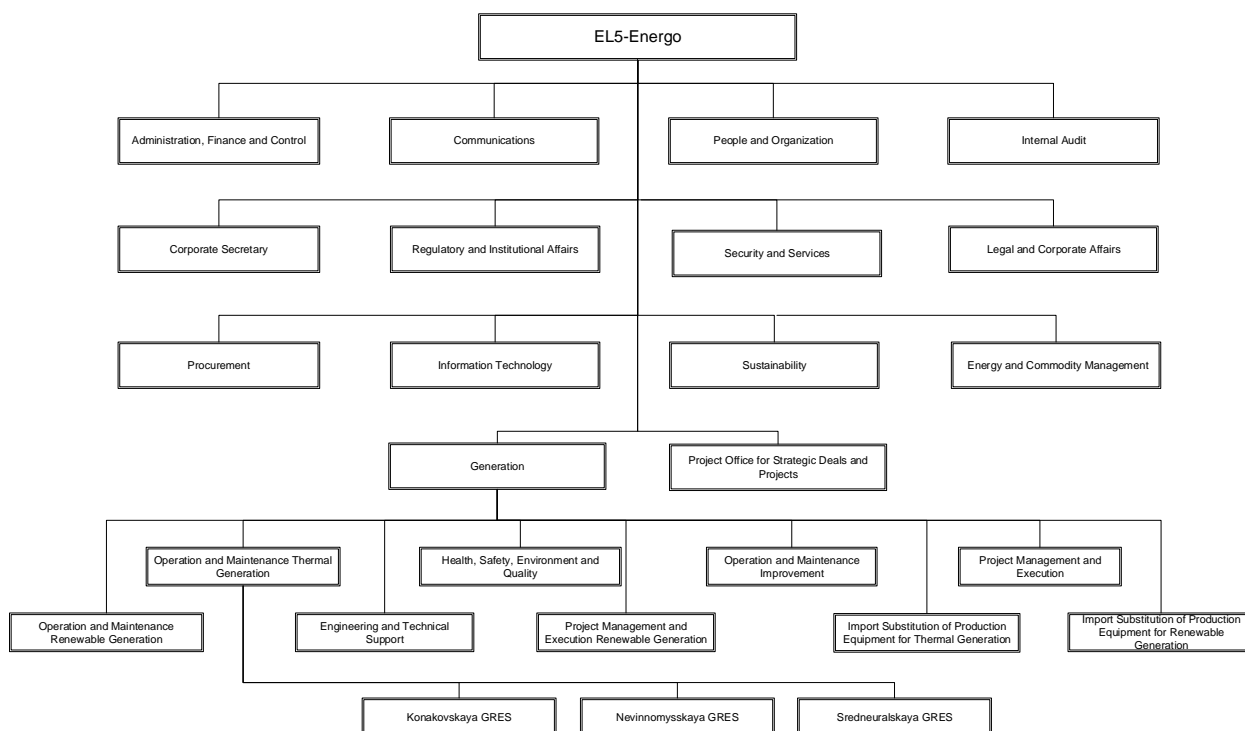 EL5-Energo
Administration, Finance and Control
Communications
People and Organization
Internal Audit
Corporate Secretary
Regulatory and Institutional Affairs
Security and Services
Legal and Corporate Affairs
Procurement
Information Technology
Sustainability
Energy and Commodity Management
Generation
Project Office for Strategic Deals and
Projects
Operation and Maintenance Thermal
Generation
Health, Safety, Environment and
Quality
Operation and Maintenance
Improvement
Project Management and
Execution
Operation and Maintenance
Renewable Generation
Engineering and Technical
Support
Project Management and
Execution Renewable Generation
Import Substitution of Production
Equipment for Thermal Generation
Import Substitution of Production
Equipment for Renewable
Generation
Konakovskaya GRES
Nevinnomysskaya GRES
Sredneuralskaya GRES